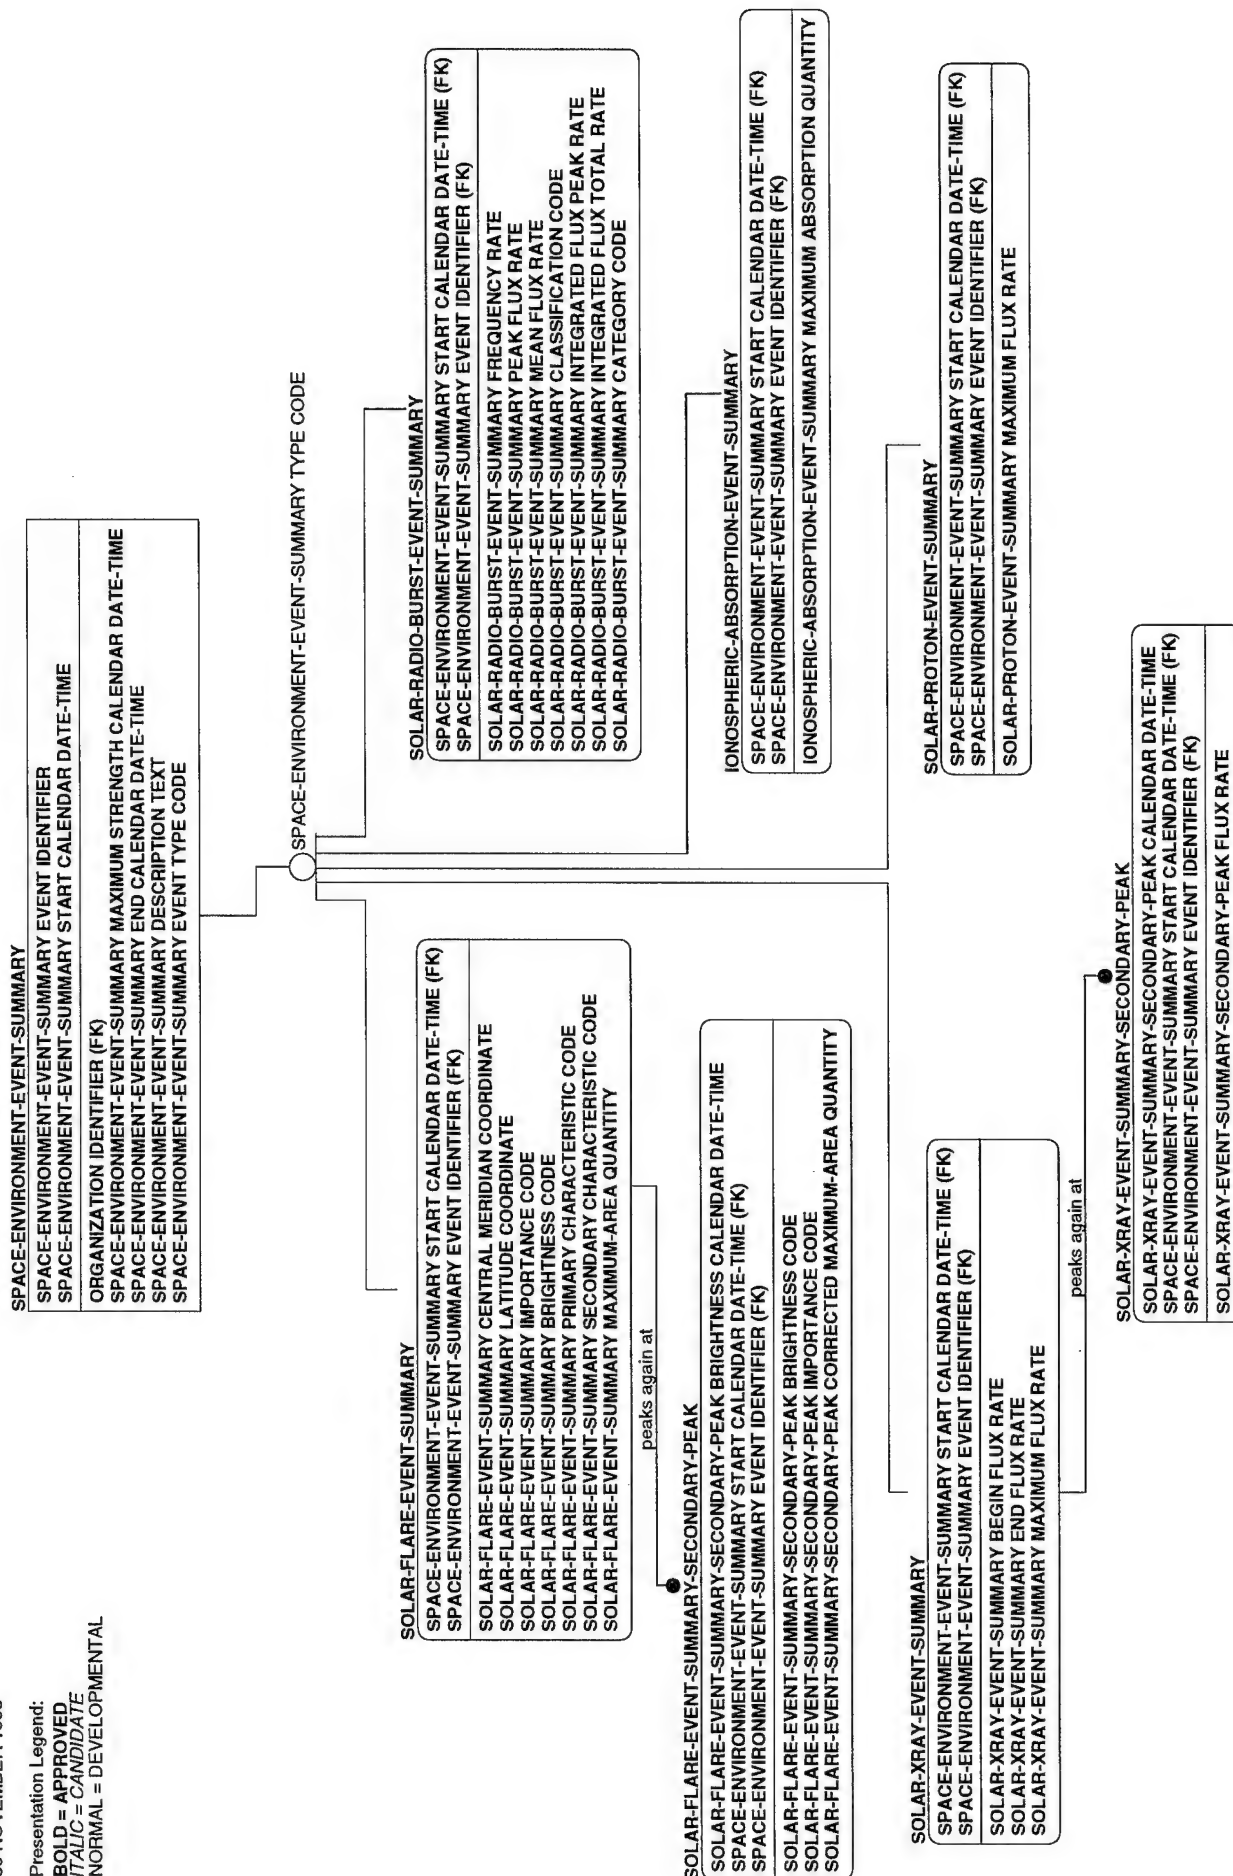 Presentation Legend:
BOLD = APPROVED
ITALIC = CANDIDATE
NORMAL = DEVELOPMENTAL
SPACE-ENVIRONMENT-EVENT-SUMMARY
SPACE-ENVIRONMENT-EVENT-SUMMARY EVENT IDENTIFIER
SPACE-ENVIRONMENT-EVENT-SUMMARY START CALENDAR DATE-TIME
ORGANIZATION IDENTIFIER (FK)
SPACE-ENVIRONMENT-EVENT-SUMMARY MAXIMUM STRENGTH CALENDAR DATE-TIME
SPACE-ENVIRONMENT-EVENT-SUMMARY END CALENDAR DATE-TIME
SPACE-ENVIRONMENT-EVENT-SUMMARY DESCRIPTION TEXT
SPACE-ENVIRONMENT-EVENT-SUMMARY EVENT TYPE CODE
SPACE-ENVIRONMENT-EVENT-SUMMARY TYPE CODE
SOLAR-FLARE-EVENT-SUMMARY
SPACE-ENVIRONMENT-EVENT-SUMMARY START CALENDAR DATE-TIME (FK)
SPACE-ENVIRONMENT-EVENT-SUMMARY EVENT IDENTIFIER (FK)
SOLAR-FLARE-EVENT-SUMMARY CENTRAL MERIDIAN COORDINATE
SOLAR-FLARE-EVENT-SUMMARY LATITUDE COORDINATE
SOLAR-FLARE-EVENT-SUMMARY IMPORTANCE CODE
SOLAR-FLARE-EVENT-SUMMARY BRIGHTNESS CODE
SOLAR-FLARE-EVENT-SUMMARY PRIMARY CHARACTERISTIC CODE
SOLAR-FLARE-EVENT-SUMMARY SECONDARY CHARACTERISTIC CODE
SOLAR-FLARE-EVENT-SUMMARY MAXIMUM-AREA QUANTITY
peaks again at
SOLAR-FLARE-EVENT-SUMMARY-SECONDARY-PEAK
SOLAR-FLARE-EVENT-SUMMARY-SECONDARY-PEAK BRIGHTNESS CALENDAR DATE-TIME
SPACE-ENVIRONMENT-EVENT-SUMMARY START CALENDAR DATE-TIME (FK)
SPACE-ENVIRONMENT-EVENT-SUMMARY EVENT IDENTIFIER (FK)
SOLAR-FLARE-EVENT-SUMMARY-SECONDARY-PEAK BRIGHTNESS CODE
SOLAR-FLARE-EVENT-SUMMARY-SECONDARY-PEAK IMPORTANCE CODE
SOLAR-FLARE-EVENT-SUMMARY-SECONDARY-PEAK CORRECTED MAXIMUM-AREA QUANTITY
SOLAR-RADIO-BURST-EVENT-SUMMARY
SPACE-ENVIRONMENT-EVENT-SUMMARY START CALENDAR DATE-TIME (FK)
SPACE-ENVIRONMENT-EVENT-SUMMARY EVENT IDENTIFIER (FK)
SOLAR-RADIO-BURST-EVENT-SUMMARY FREQUENCY RATE
SOLAR-RADIO-BURST-EVENT-SUMMARY PEAK FLUX RATE
SOLAR-RADIO-BURST-EVENT-SUMMARY MEAN FLUX RATE
SOLAR-RADIO-BURST-EVENT-SUMMARY CLASSIFICATION CODE
SOLAR-RADIO-BURST-EVENT-SUMMARY INTEGRATED FLUX PEAK RATE
SOLAR-RADIO-BURST-EVENT-SUMMARY INTEGRATED FLUX TOTAL RATE
SOLAR-RADIO-BURST-EVENT-SUMMARY CATEGORY CODE
IONOSPHERIC-ABSORPTION-EVENT-SUMMARY
SPACE-ENVIRONMENT-EVENT-SUMMARY START CALENDAR DATE-TIME (FK)
SPACE-ENVIRONMENT-EVENT-SUMMARY EVENT IDENTIFIER (FK)
IONOSPHERIC-ABSORPTION-EVENT-SUMMARY MAXIMUM ABSORPTION QUANTITY
SOLAR-XRAY-EVENT-SUMMARY
SPACE-ENVIRONMENT-EVENT-SUMMARY START CALENDAR DATE-TIME (FK)
SPACE-ENVIRONMENT-EVENT-SUMMARY EVENT IDENTIFIER (FK)
SOLAR-XRAY-EVENT-SUMMARY BEGIN FLUX RATE
SOLAR-XRAY-EVENT-SUMMARY END FLUX RATE
SOLAR-XRAY-EVENT-SUMMARY MAXIMUM FLUX RATE
peaks again at
SOLAR-PROTON-EVENT-SUMMARY
SPACE-ENVIRONMENT-EVENT-SUMMARY START CALENDAR DATE-TIME (FK)
SPACE-ENVIRONMENT-EVENT-SUMMARY EVENT IDENTIFIER (FK)
SOLAR-PROTON-EVENT-SUMMARY MAXIMUM FLUX RATE
SOLAR-XRAY-EVENT-SUMMARY-SECONDARY-PEAK
SOLAR-XRAY-EVENT-SUMMARY-SECONDARY-PEAK CALENDAR DATE-TIME
SPACE-ENVIRONMENT-EVENT-SUMMARY START CALENDAR DATE-TIME (FK)
SPACE-ENVIRONMENT-EVENT-SUMMARY EVENT IDENTIFIER (FK)
SOLAR-XRAY-EVENT-SUMMARY-SECONDARY-PEAK FLUX RATE